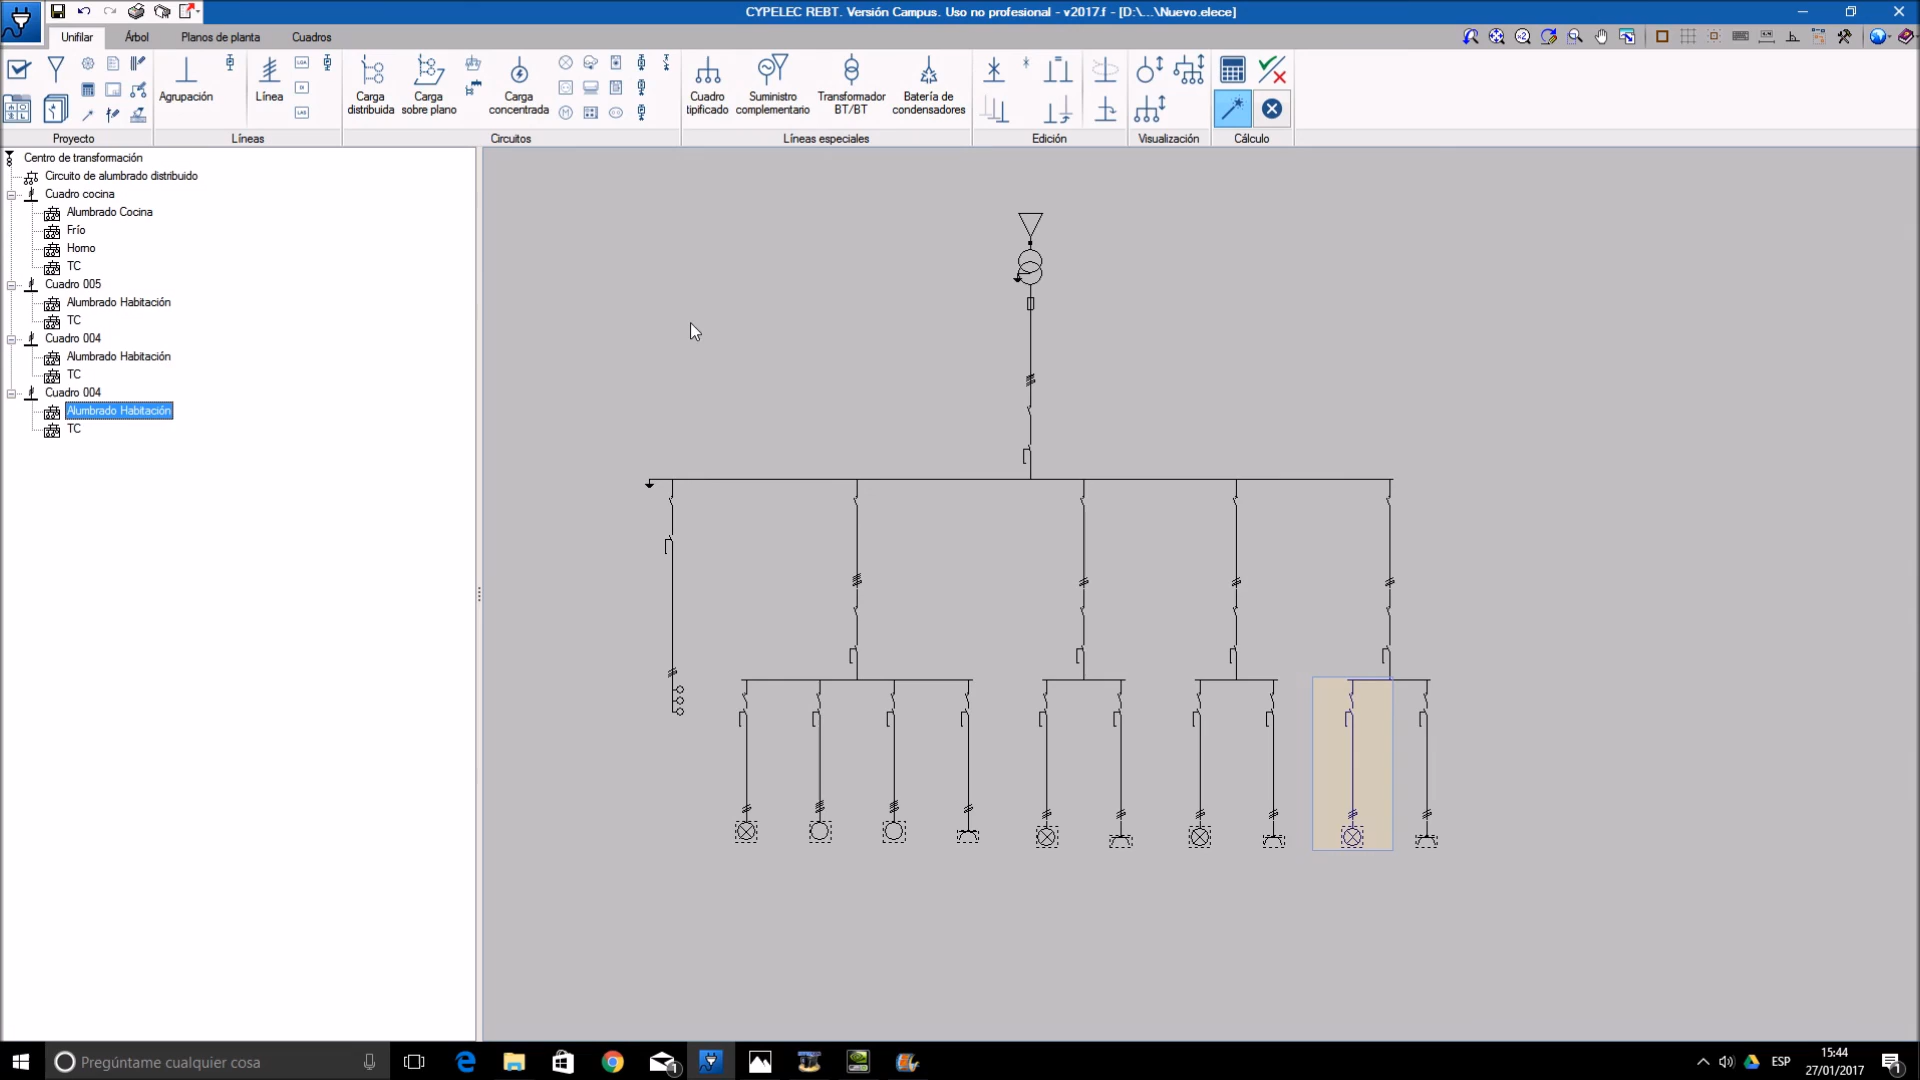 CYPELEC REBT. Versión Campus. Uso no profesional - v2017.f - [D:\...\Nuevo.elece]
Unifilar
Árbol
Planos de planta
Cuadros
Agrupación
Línea
Carga distribuida
Carga sobre plano
Carga concentrada
Cuadro tipificado
Suministro complementario
Transformador BT/BT
Batería de condensadores
Proyecto
Líneas
Circuitos
Líneas especiales
Edición
Visualización
Cálculo
Centro de transformación
Circuito de alumbrado distribuido
Cuadro cocina
Alumbrado Cocina
Frío
Horno
TC
Cuadro 005
Alumbrado Habitación
TC
Cuadro 004
Alumbrado Habitación
TC
Cuadro 004
Alumbrado Habitación
TC
Pregúntame cualquier cosa
1
ESP
15:44
27/01/2017
1